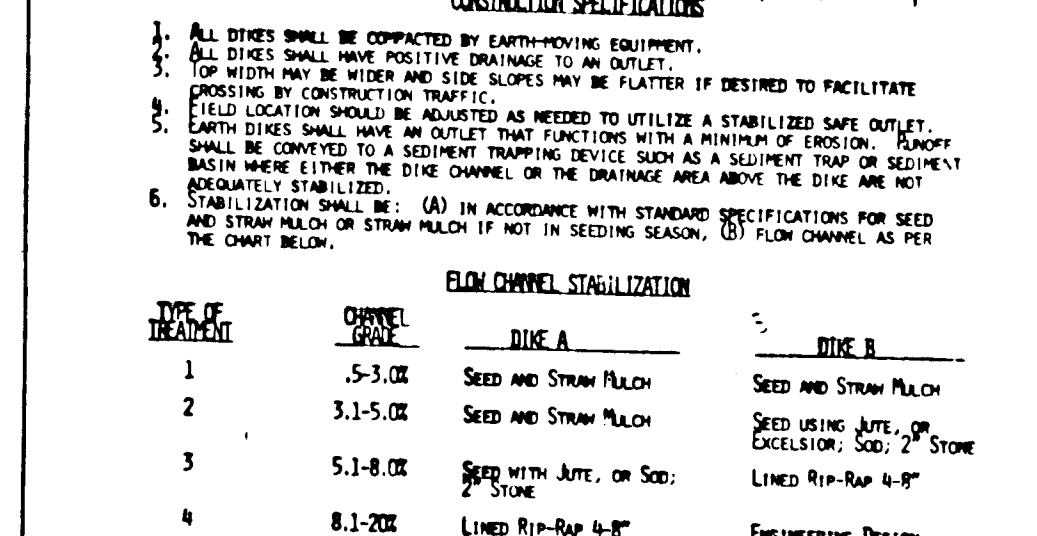 CONSTRUCTION SPECIFICATIONS
1. ALL DIKES SHALL BE COMPACTED BY EARTH-MOVING EQUIPMENT.
2. ALL DIKES SHALL HAVE POSITIVE DRAINAGE TO AN OUTLET.
3. TOP WIDTH MAY BE WIDER AND SIDE SLOPES MAY BE FLATTER IF DESIRED TO FACILITATE
CROSSING BY CONSTRUCTION TRAFFIC.
4. FIELD LOCATION SHOULD BE ADJUSTED AS NEEDED TO UTILIZE A STABILIZED SAFE OUTLET.
5. EARTH DIKES SHALL HAVE AN OUTLET THAT FUNCTIONS WITH A MINIMUM OF EROSION. RUNOFF
SHALL BE CONVEYED TO A SEDIMENT TRAPPING DEVICE SUCH AS A SEDIMENT TRAP OR SEDIMENT
BASIN WHERE EITHER THE DIKE CHANNEL OR THE DRAINAGE AREA ABOVE THE DIKE ARE NOT
ADEQUATELY STABILIZED.
6. STABILIZATION SHALL BE: (A) IN ACCORDANCE WITH STANDARD SPECIFICATIONS FOR SEED
AND STRAW MULCH OR STRAW MULCH IF NOT IN SEEDING SEASON, (B) FLOW CHANNEL AS PER
THE CHART BELOW.
FLOW CHANNEL STABILIZATION
TYPE OF
TREATMENT
CHANNEL
GRADE
DIKE A
DIKE B
1 .5-3.0% SEED AND STRAW MULCH SEED AND STRAW MULCH
2 3.1-5.0% SEED AND STRAW MULCH SEED USING JUTE, OR
EXCELSIOR; SOD; 2" STONE
3 5.1-8.0% SEED WITH JUTE, OR SOD; LINED RIP-RAP 4-8"
2" STONE
4 8.1-20% LINED RIP-RAP 4-8" ENGINEERING DESIGN